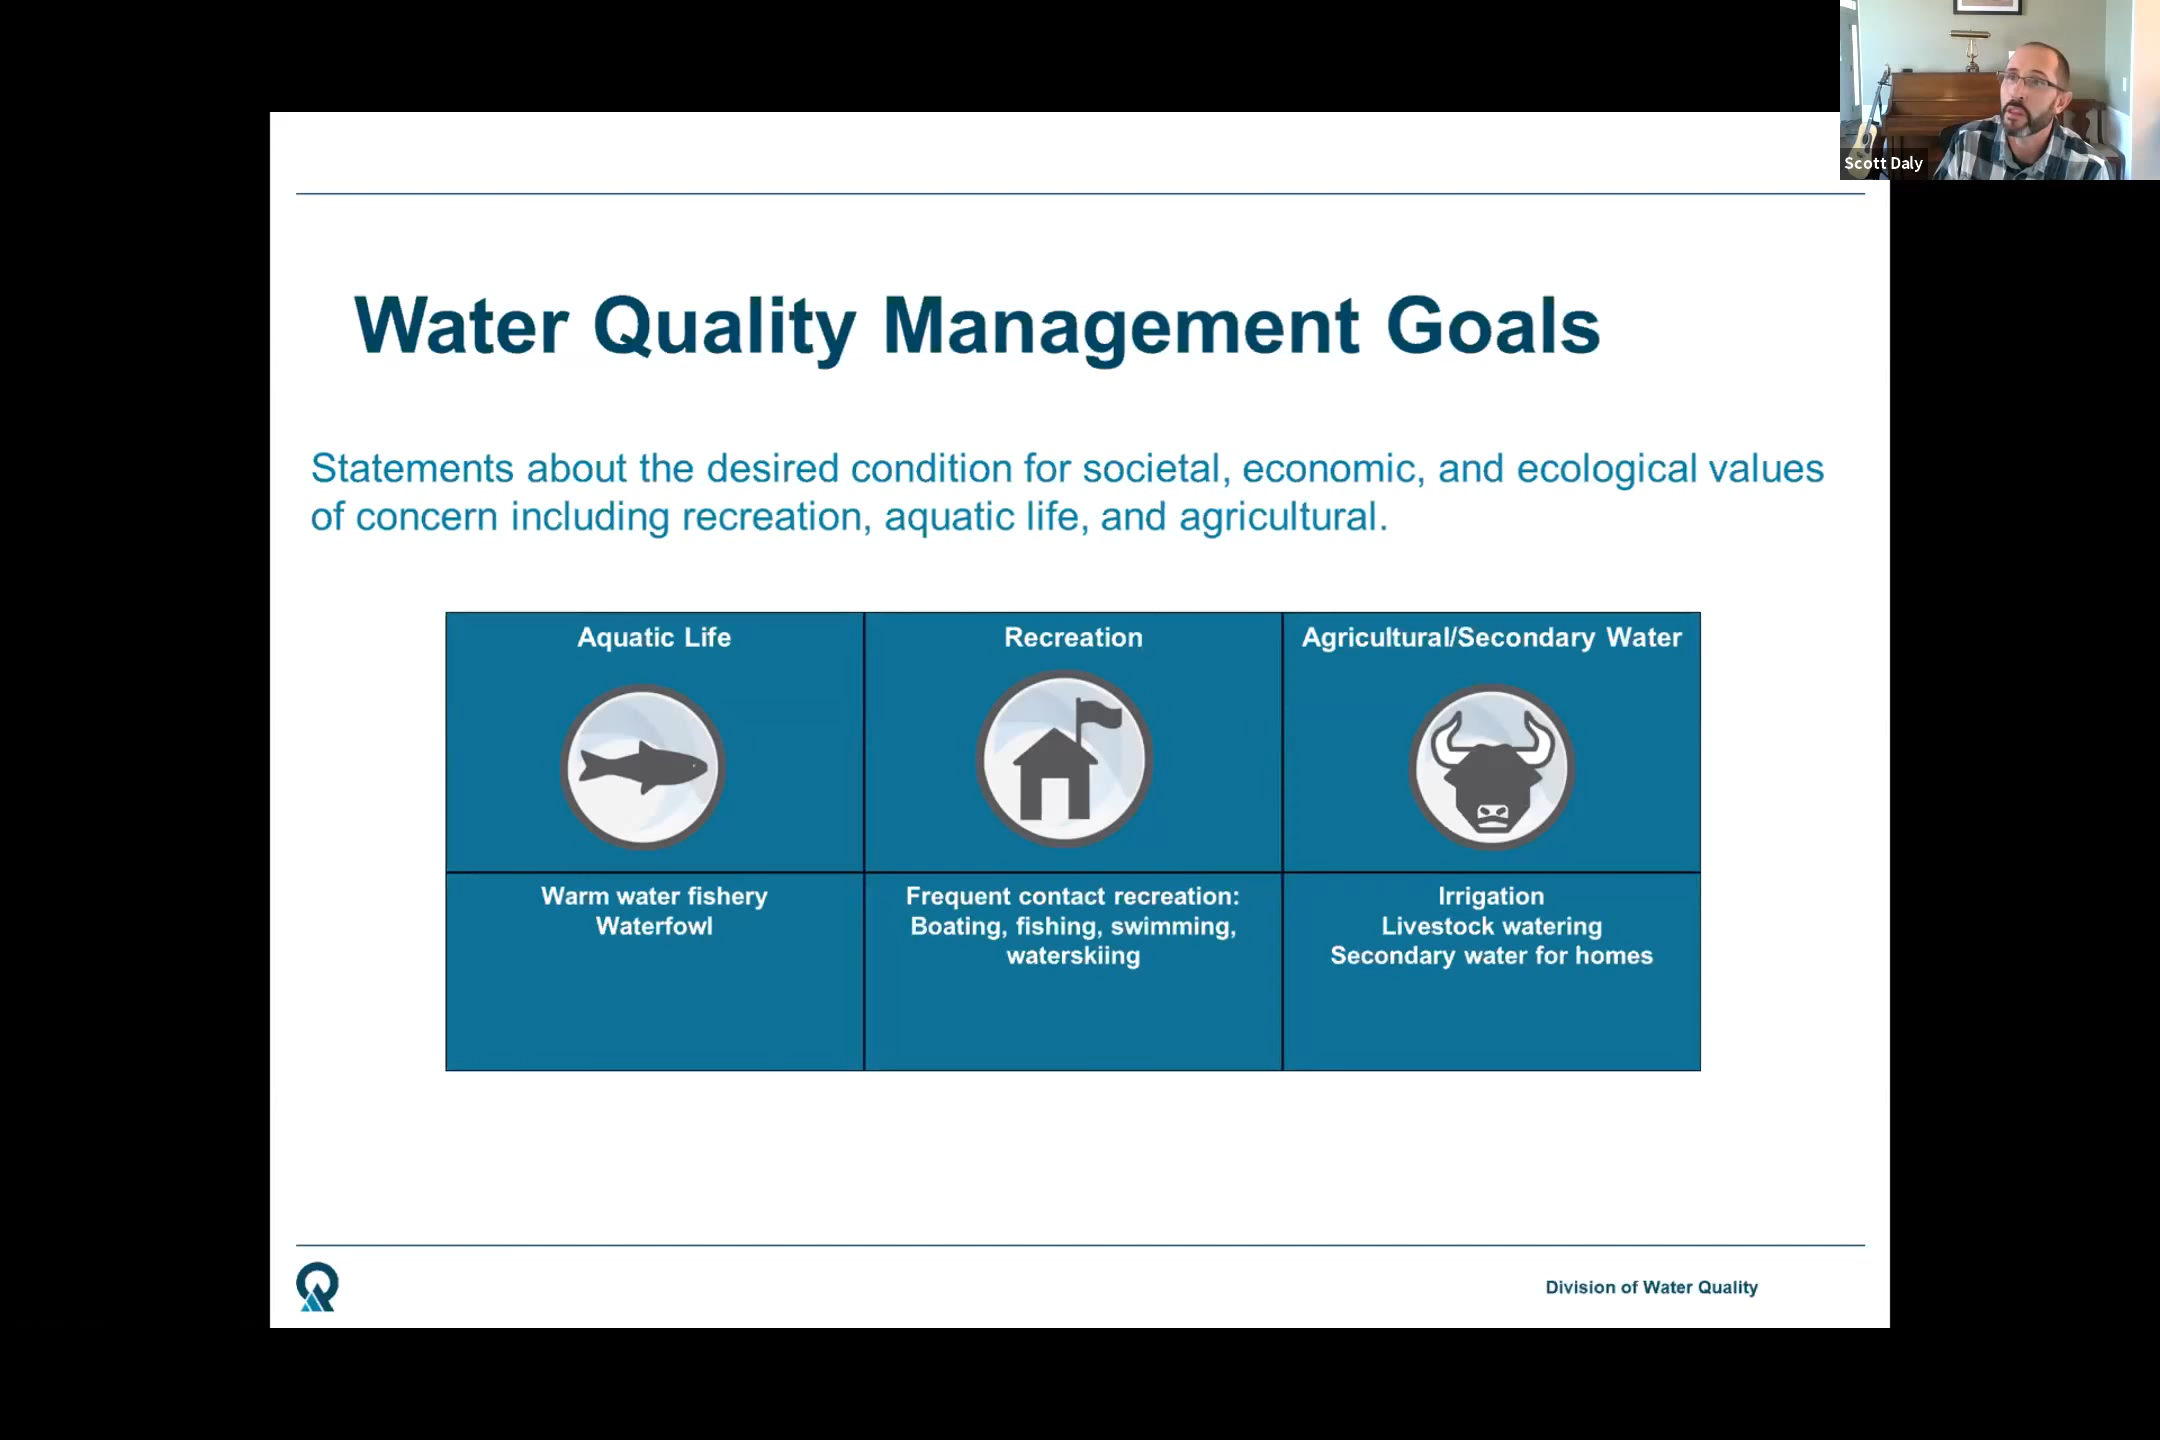 Scott Daly
Water Quality Management Goals
Statements about the desired condition for societal, economic, and ecological values
of concern including recreation, aquatic life, and agricultural.
Aquatic Life
Recreation
Agricultural/Secondary Water
Warm water fishery
Waterfowl
Frequent contact recreation:
Boating, fishing, swimming,
waterskiing
Irrigation
Livestock watering
Secondary water for homes
Division of Water Quality